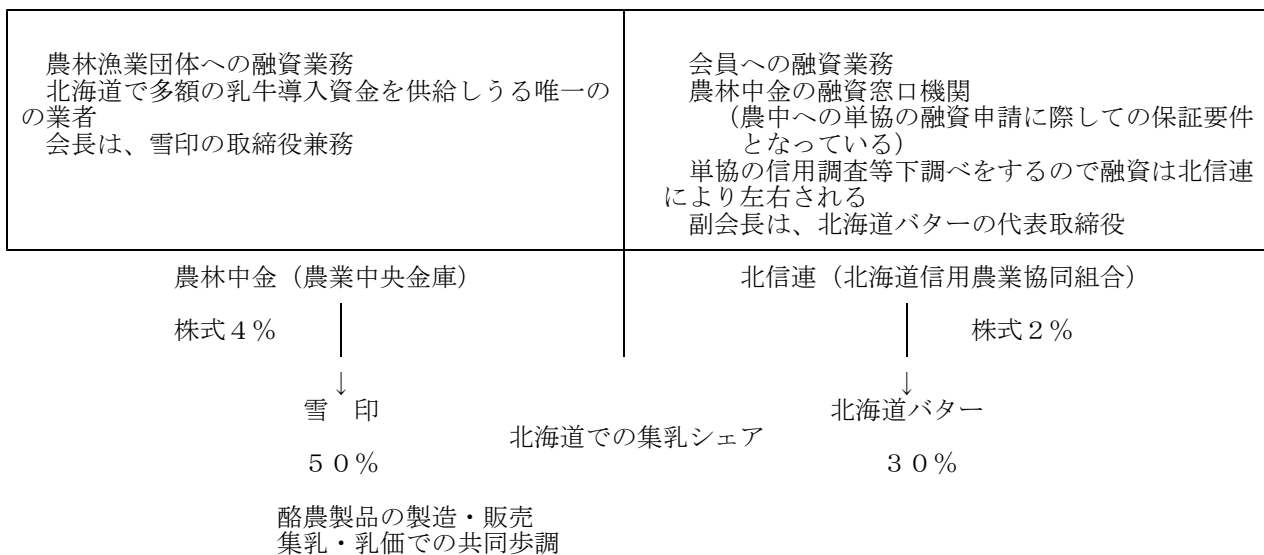 農林漁業団体への融資業務
北海道で多額の乳牛導入資金を供給しうる唯一の
の業者
会長は、雪印の取締役兼務
会員への融資業務
農林中金の融資窓口機関
(農中への単協の融資申請に際しての保証要件
となっている)
単協の信用調査等下調べをするので融資は北信連
により左右される
副会長は、北海道バターの代表取締役
農林中金(農業中央金庫)
北信連(北海道信用農業協同組合)
株式4%
株式2%
↓
↓
雪 印
北海道バター
北海道での集乳シェア
50%
30%
酪農製品の製造・販売
集乳・乳価での共同歩調